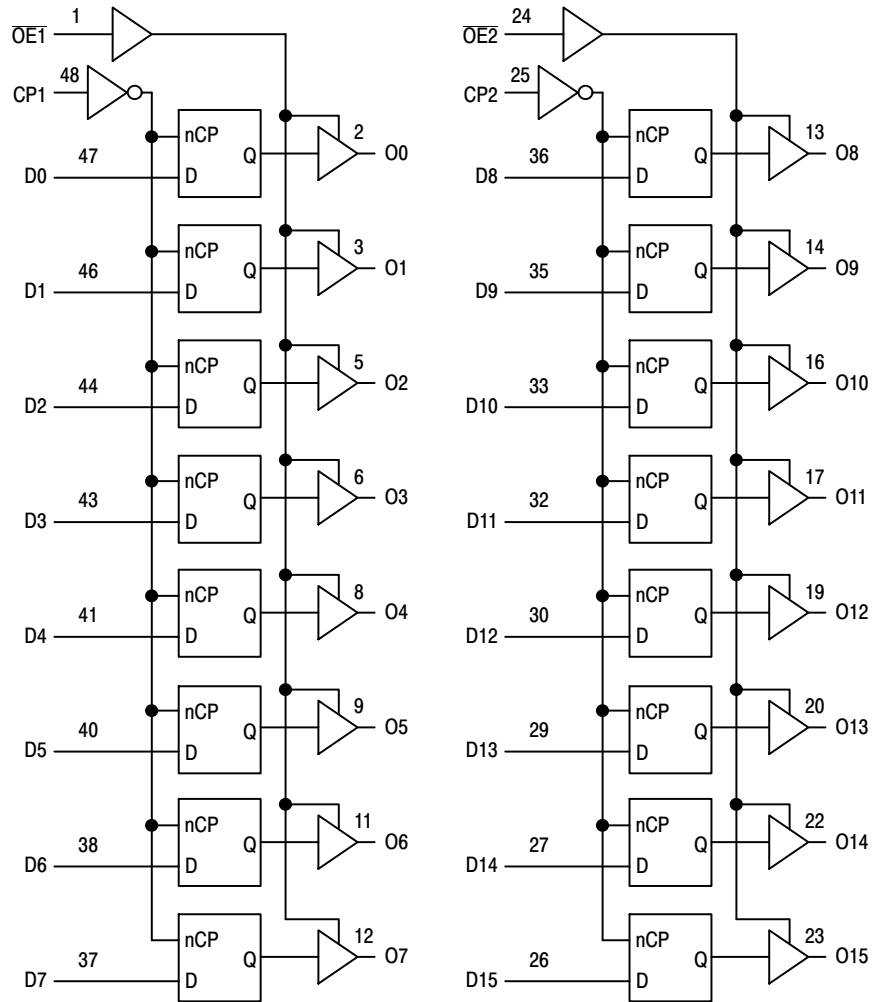 1
O̅E̅1̅
48
CP1
nCP
2
47
Q
O0
D0
D
nCP
3
46
Q
O1
D1
D
nCP
5
44
Q
O2
D2
D
nCP
6
43
Q
O3
D3
D
nCP
8
41
Q
O4
D4
D
nCP
9
40
Q
O5
D5
D
nCP
11
38
Q
O6
D6
D
nCP
12
37
Q
O7
D7
D
24
O̅E̅2̅
25
CP2
nCP
13
36
Q
O8
D8
D
nCP
14
35
Q
O9
D9
D
nCP
16
33
Q
O10
D10
D
nCP
17
32
Q
O11
D11
D
nCP
19
30
Q
O12
D12
D
nCP
20
29
Q
O13
D13
D
nCP
22
27
Q
O14
D14
D
nCP
23
26
Q
O15
D15
D